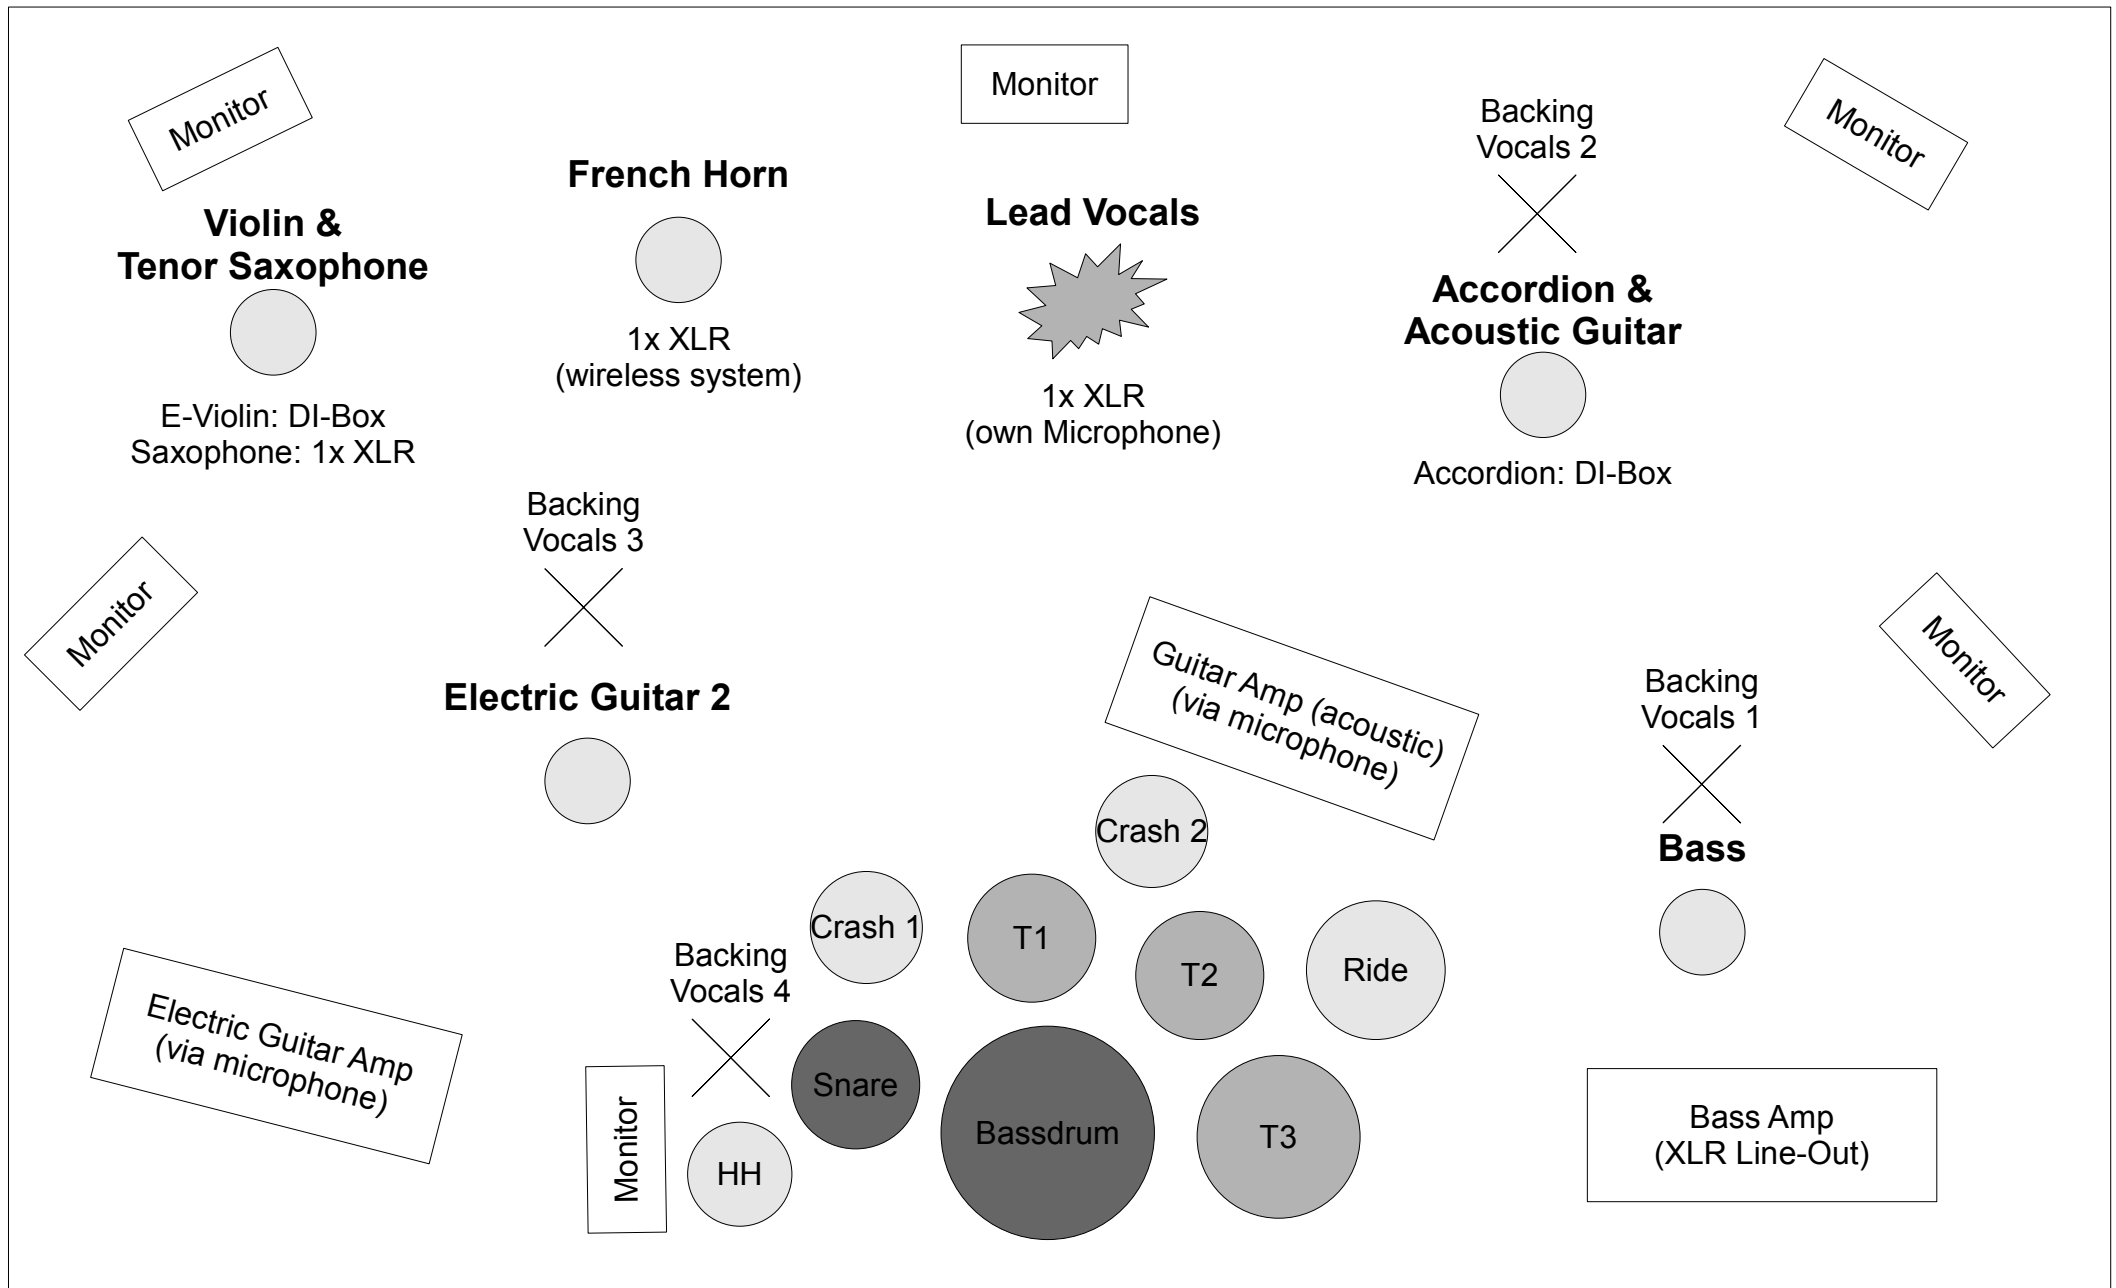 Monitor
Monitor
Monitor
Backing
Vocals 2
French Horn
Lead Vocals
Violin &
Tenor Saxophone
Accordion &
Acoustic Guitar
1x XLR
(wireless system)
1x XLR
(own Microphone)
E-Violin: DI-Box
Saxophone: 1x XLR
Accordion: DI-Box
Backing
Vocals 3
Monitor
Monitor
Electric Guitar 2
Guitar Amp (acoustic)
(via microphone)
Backing
Vocals 1
Crash 2
Bass
Crash 1
T1
T2
Ride
Backing
Vocals 4
Electric Guitar Amp
(via microphone)
Snare
Bassdrum
T3
Monitor
HH
Bass Amp
(XLR Line-Out)